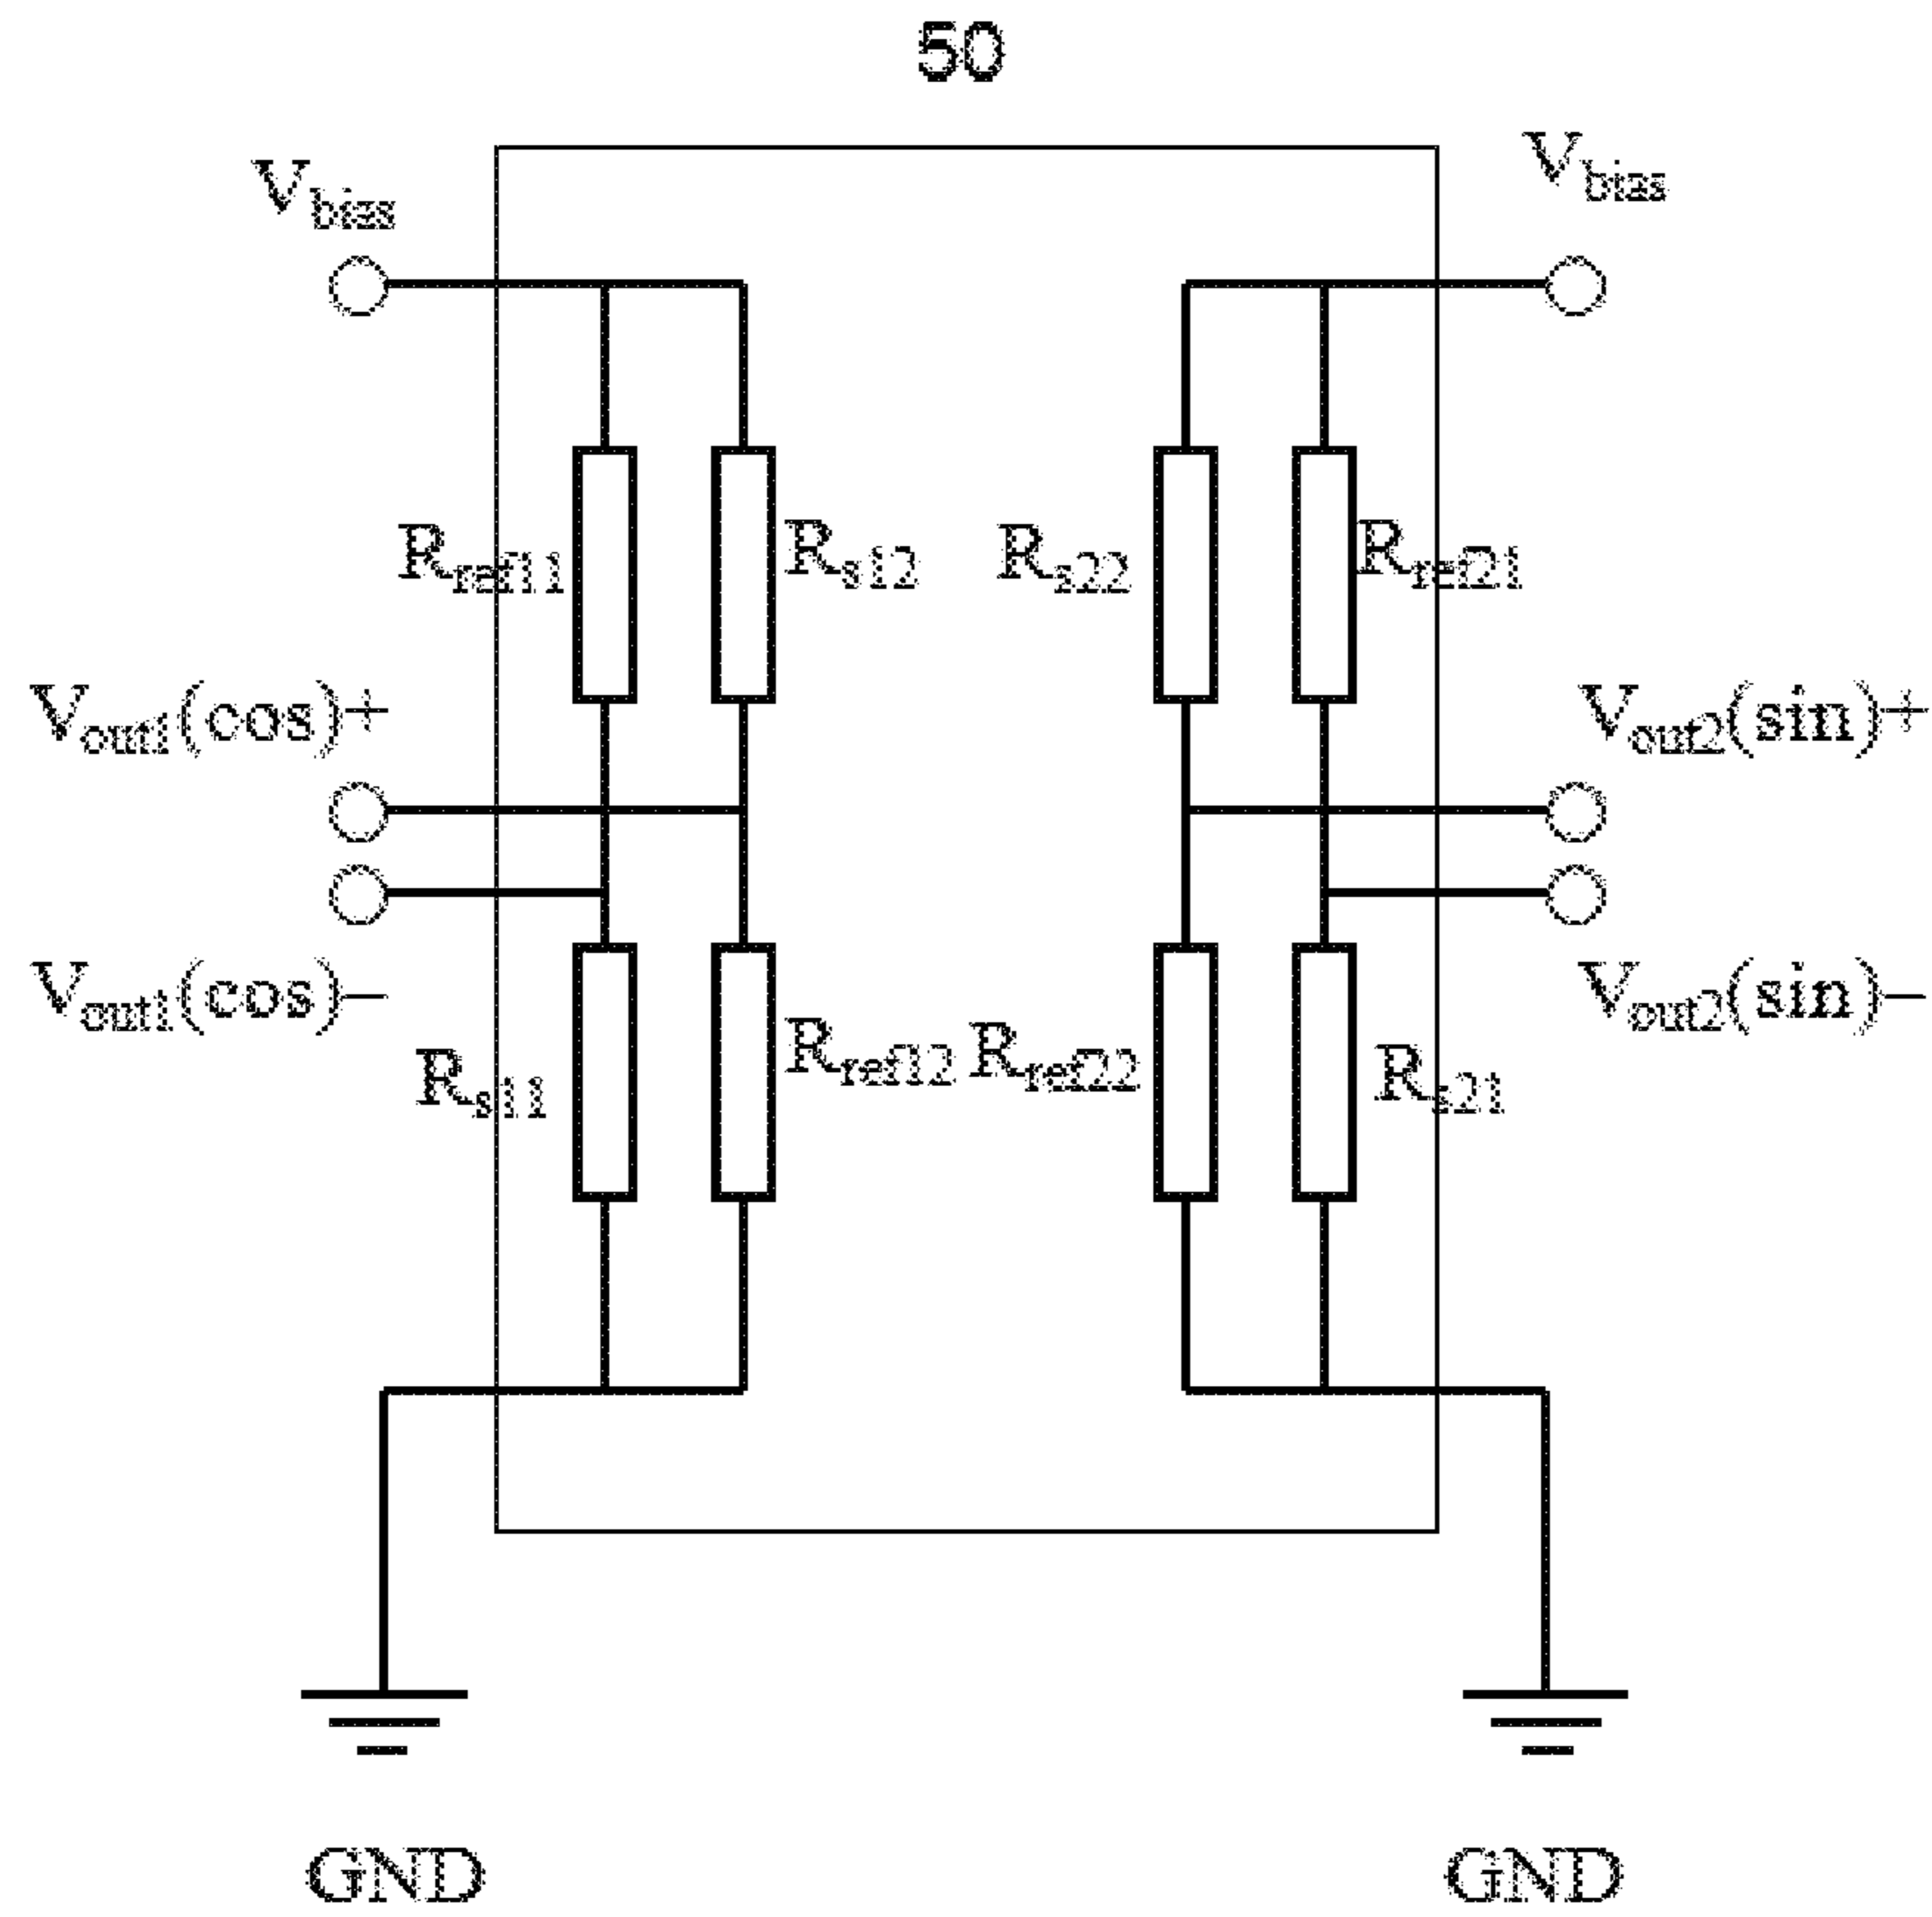 50
Vbias
Vbias
Rref11
Rs12
Rs22
Rref21
Vout1(cos)+
Vout2(sin)+
Vout1(cos)−
Vout2(sin)−
Rs11
Rref12
Rref22
Rs21
GND
GND